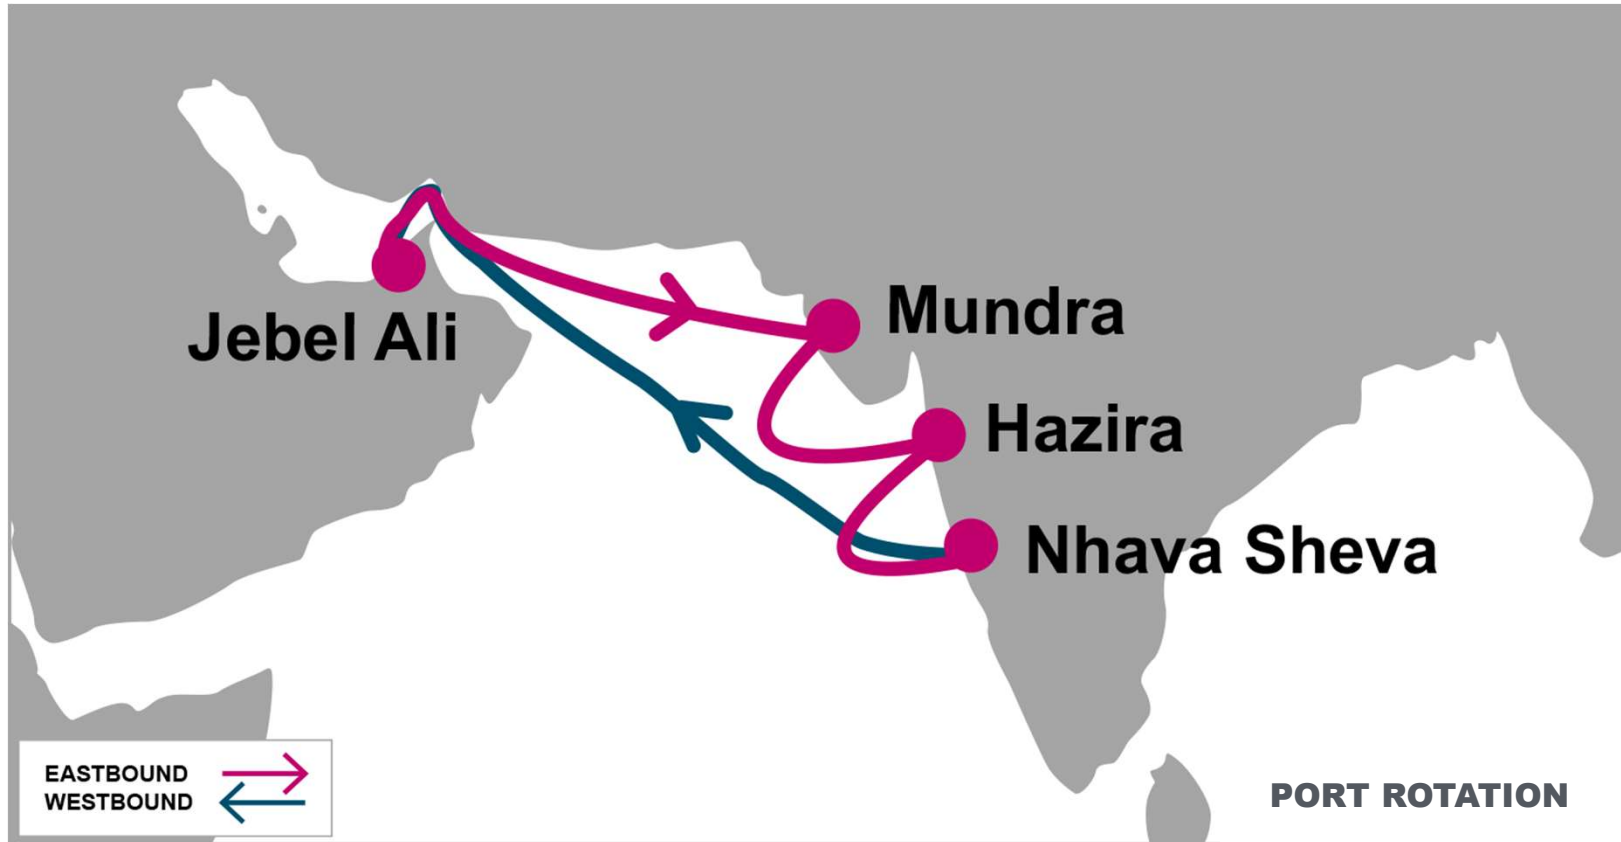 Jebel Ali
Mundra
Hazira
Nhava Sheva
EASTBOUND
WESTBOUND
PORT ROTATION